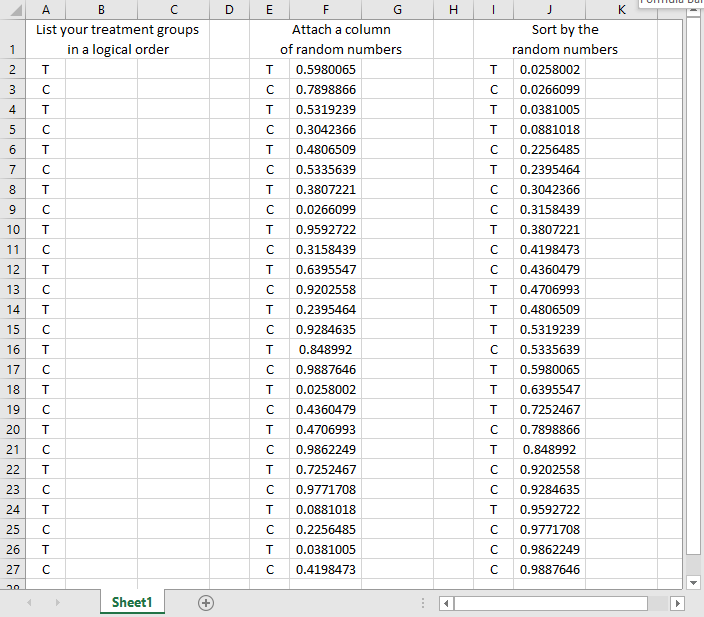 A B C D E F G H I J K
1 List your treatment groups Attach a column Sort by the
in a logical order of random numbers random numbers
2 T T 0.5980065 T 0.0258002
3 C C 0.7898866 C 0.0266099
4 T T 0.5319239 T 0.0381005
5 C C 0.3042366 T 0.0881018
6 T T 0.4806509 C 0.2256485
7 C C 0.5335639 T 0.2395464
8 T T 0.3807221 C 0.3042366
9 C C 0.0266099 C 0.3158439
10 T T 0.9592722 T 0.3807221
11 C C 0.3158439 C 0.4198473
12 T T 0.6395547 C 0.4360479
13 C C 0.9202558 T 0.4706993
14 T T 0.2395464 T 0.4806509
15 C C 0.9284635 T 0.5319239
16 T T 0.848992 C 0.5335639
17 C C 0.9887646 T 0.5980065
18 T T 0.0258002 T 0.6395547
19 C C 0.4360479 T 0.7252467
20 T T 0.4706993 C 0.7898866
21 C C 0.9862249 T 0.848992
22 T T 0.7252467 C 0.9202558
23 C C 0.9771708 C 0.9284635
24 T T 0.0881018 T 0.9592722
25 C C 0.2256485 C 0.9771708
26 T T 0.0381005 C 0.9862249
27 C C 0.4198473 C 0.9887646
Sheet1